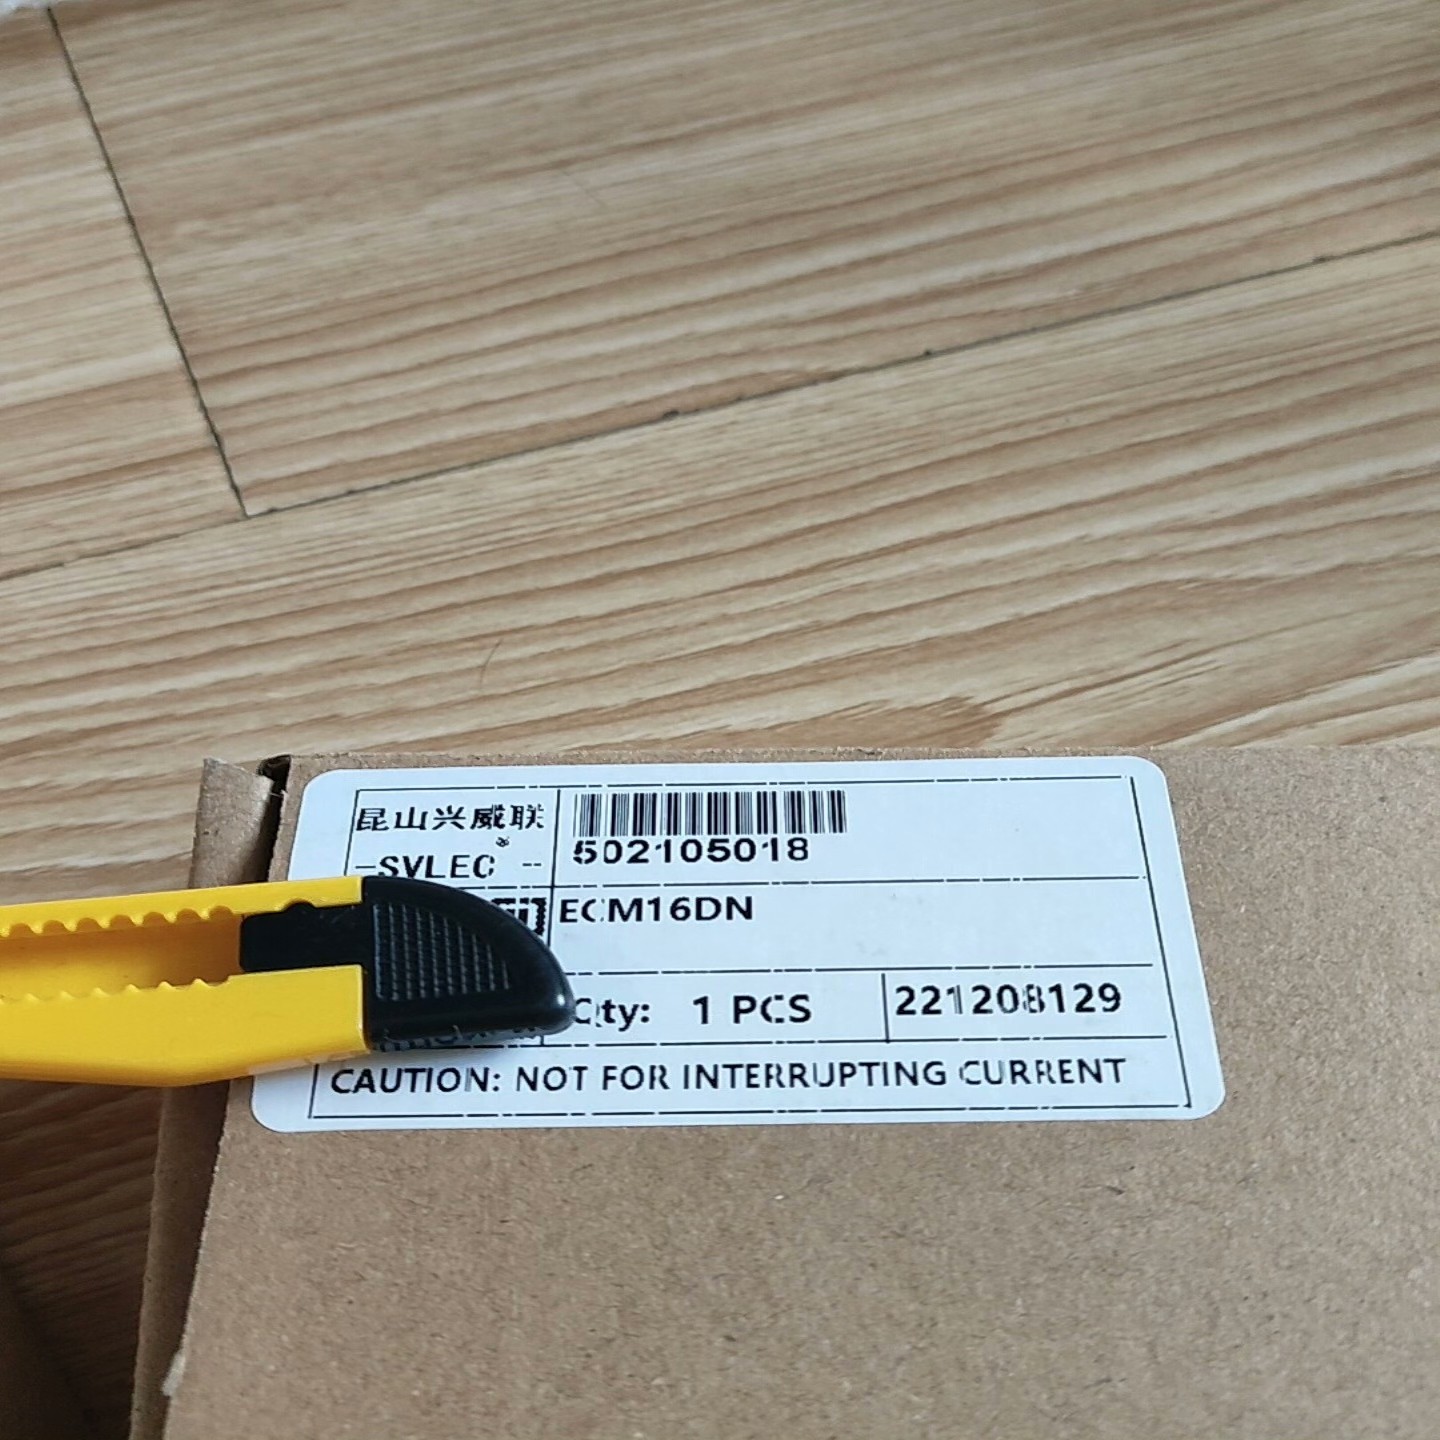 昆山兴威联
-SVLEC --
502105018
ECM16DN
Qty: 1 PCS
221208129
CAUTION: NOT FOR INTERRUPTING CURRENT